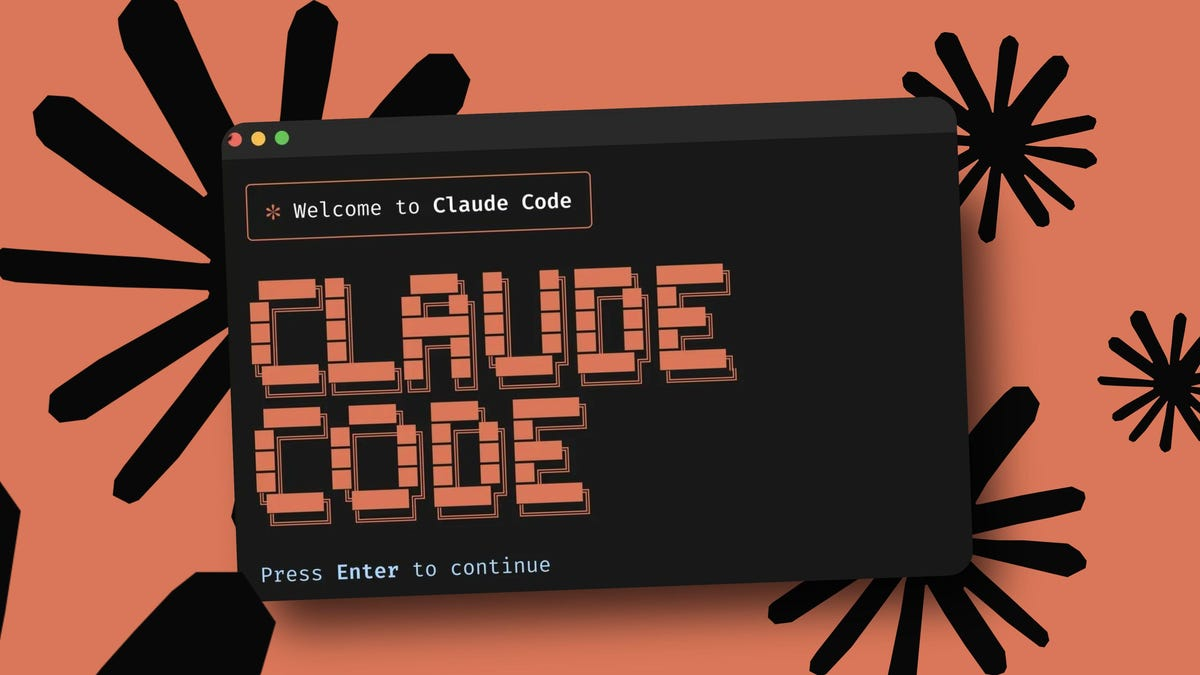 ✻ Welcome to Claude Code
CLAUDE
CODE
Press Enter to continue